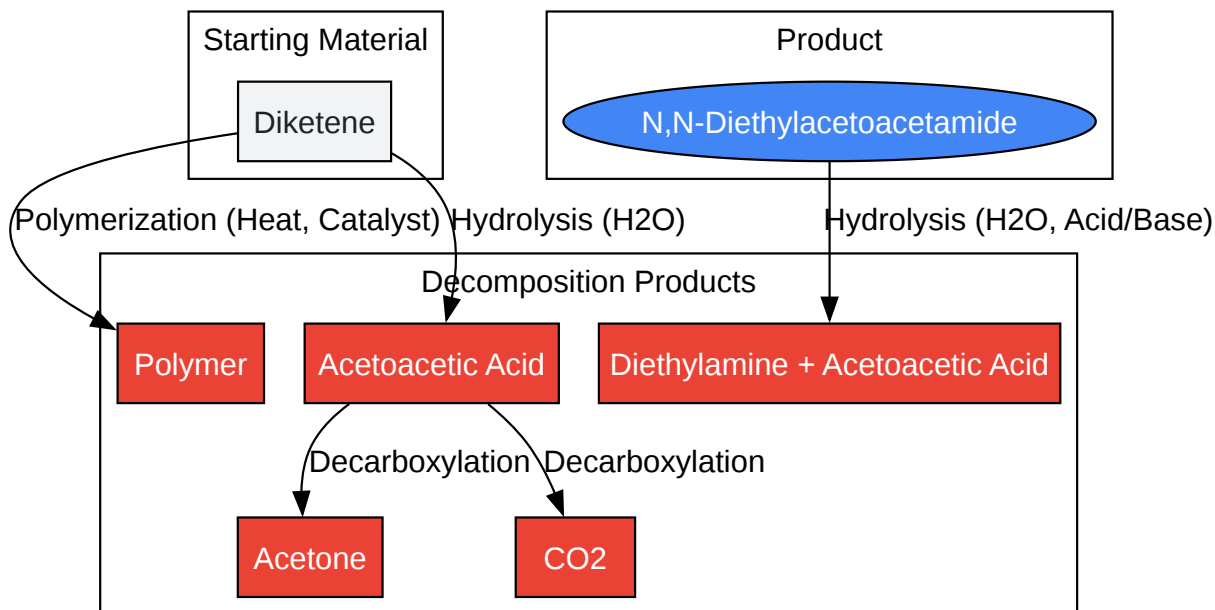 Starting Material
Product
Diketene
N,N-Diethylacetoacetamide
Polymerization (Heat, Catalyst)
Hydrolysis (H2O)
Hydrolysis (H2O, Acid/Base)
Decomposition Products
Polymer
Acetoacetic Acid
Diethylamine + Acetoacetic Acid
Decarboxylation
Decarboxylation
Acetone
CO2